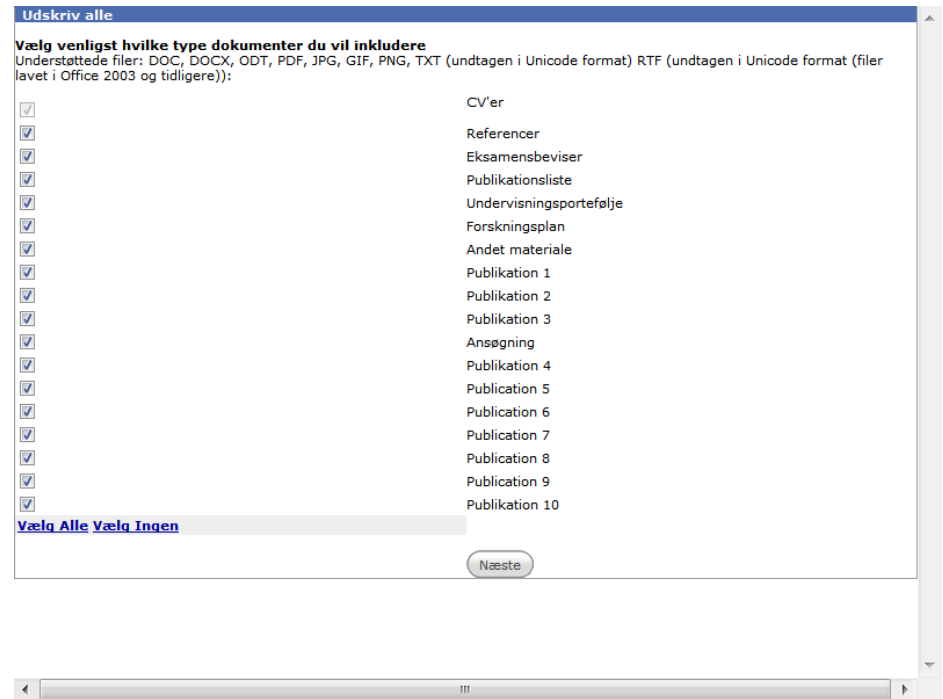 Udskriv alle
Vælg venligst hvilke type dokumenter du vil inkludere
Understøttede filer: DOC, DOCX, ODT, PDF, JPG, GIF, PNG, TXT (undtagen i Unicode format) RTF (undtagen i Unicode format (filer
lavet i Office 2003 og tidligere)):
CV'er
Referencer
Eksamensbeviser
Publikationsliste
Undervisningsportefølje
Forskningsplan
Andet materiale
Publikation 1
Publikation 2
Publikation 3
Ansøgning
Publikation 4
Publication 5
Publication 6
Publication 7
Publication 8
Publication 9
Publikation 10
Vælg Alle Vælg Ingen
Næste